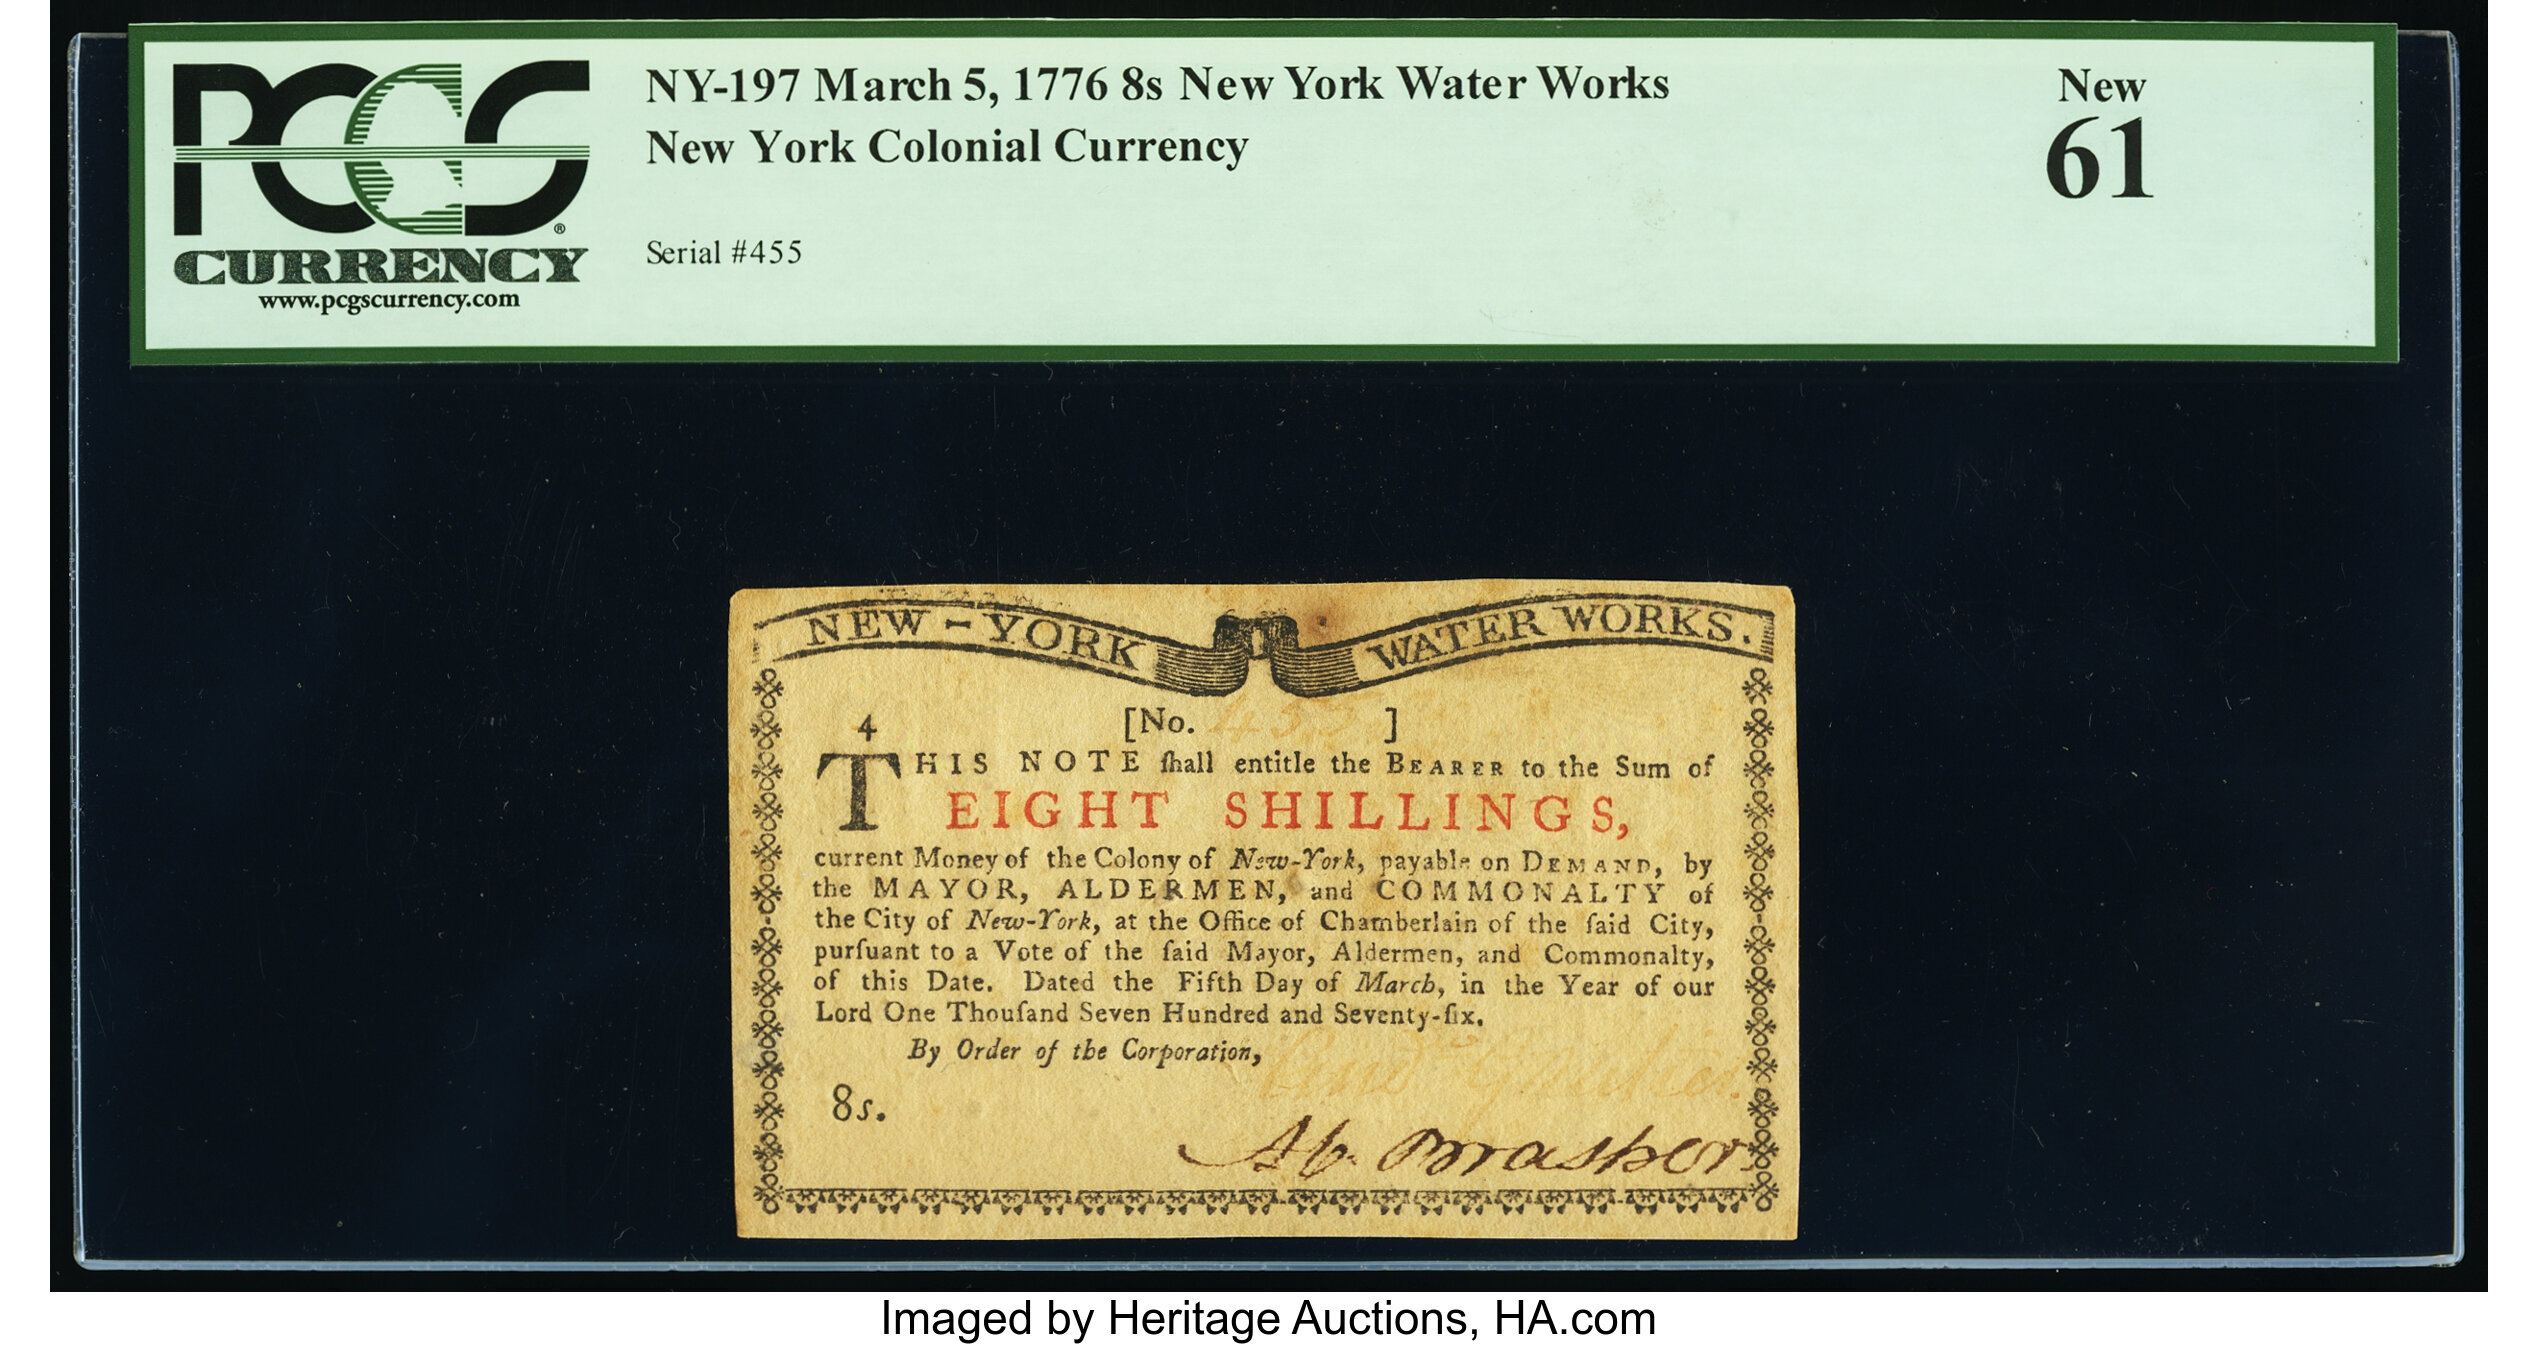 PCGS®
CURRENCY
www.pcgscurrency.com
NY-197 March 5, 1776 8s New York Water Works
New York Colonial Currency
Serial #455
New
61
NEW-YORK WATER WORKS.
4 [No. 455 ]
THIS NOTE ſhall entitle the BEARER to the Sum of
EIGHT SHILLINGS,
current Money of the Colony of New-York, payable on DEMAND, by
the MAYOR, ALDERMEN, and COMMONALTY of
the City of New-York, at the Office of Chamberlain of the ſaid City,
purſuant to a Vote of the ſaid Mayor, Aldermen, and Commonalty,
of this Date. Dated the Fifth Day of March, in the Year of our
Lord One Thouſand Seven Hundred and Seventy-ſix.
By Order of the Corporation,
8s.
Ab. Brasher
Imaged by Heritage Auctions, HA.com